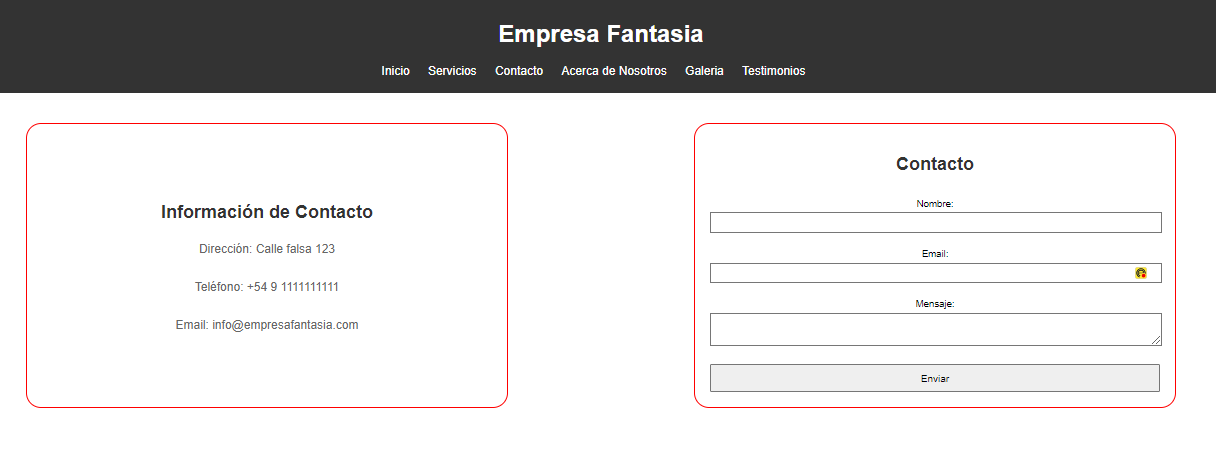 Empresa Fantasia
Inicio Servicios Contacto Acerca de Nosotros Galeria Testimonios
Información de Contacto
Dirección: Calle falsa 123
Teléfono: +54 9 1111111111
Email: info@empresafantasia.com
Contacto
Nombre:
Email:
Mensaje:
Enviar